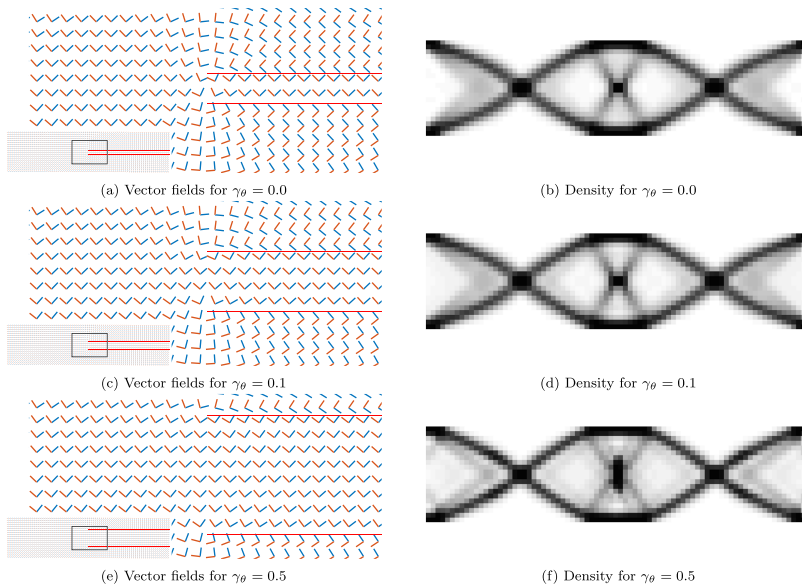 (a) Vector fields for γθ = 0.0
(b) Density for γθ = 0.0
(c) Vector fields for γθ = 0.1
(d) Density for γθ = 0.1
(e) Vector fields for γθ = 0.5
(f) Density for γθ = 0.5